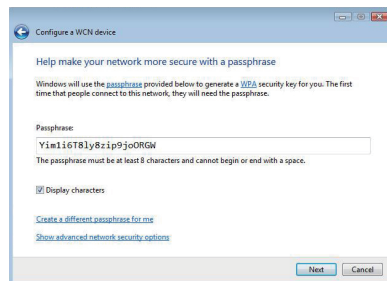 Configure a WCN device
Help make your network more secure with a passphrase
Windows will use the passphrase provided below to generate a WPA security key for you. The first
time that people connect to this network, they will need the passphrase.
Passphrase:
Yim1i6T8ly8zip9joORGW
The passphrase must be at least 8 characters and cannot begin or end with a space.
Display characters
Create a different passphrase for me
Show advanced network security options
Next Cancel